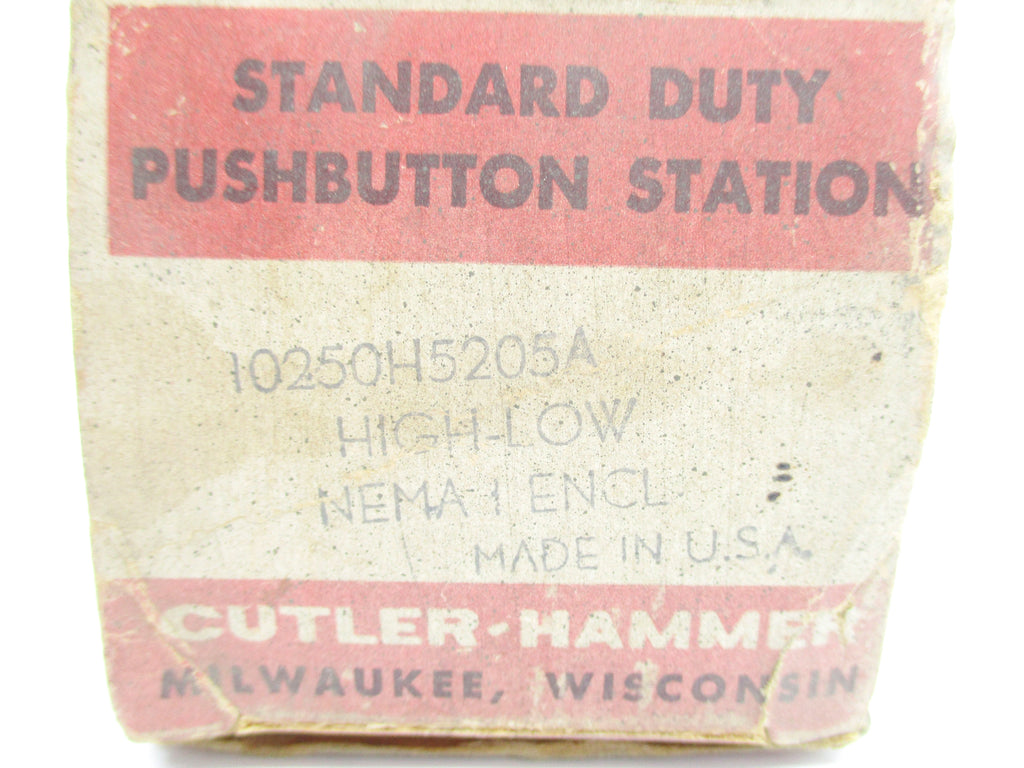 STANDARD DUTY
PUSHBUTTON STATION
10250H5205A
HIGH-LOW
NEMA-1 ENCL
MADE IN U.S.A.
CUTLER-HAMMER
MILWAUKEE, WISCONSIN